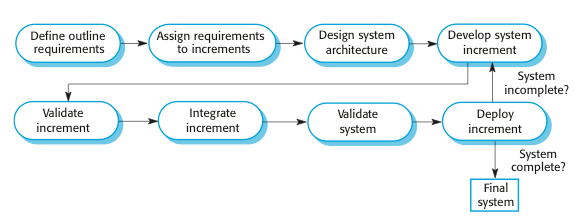 Define outline
requirements
Assign requirements
to increments
Design system
architecture
Develop system
increment
System
incomplete?
Validate
increment
Integrate
increment
Validate
system
Deploy
increment
System
complete?
Final
system